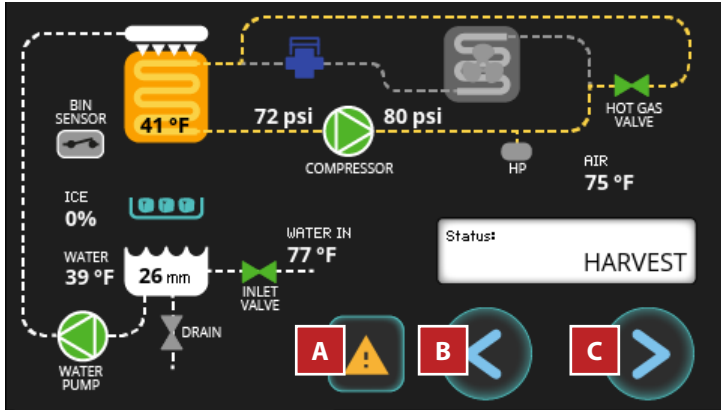 41 °F
BIN
SENSOR
72 psi
80 psi
COMPRESSOR
HOT GAS
VALVE
HP
AIR
75 °F
ICE
0%
WATER
39 °F
26 mm
WATER IN
77 °F
INLET
VALVE
DRAIN
WATER
PUMP
Status:
HARVEST
A
B
C